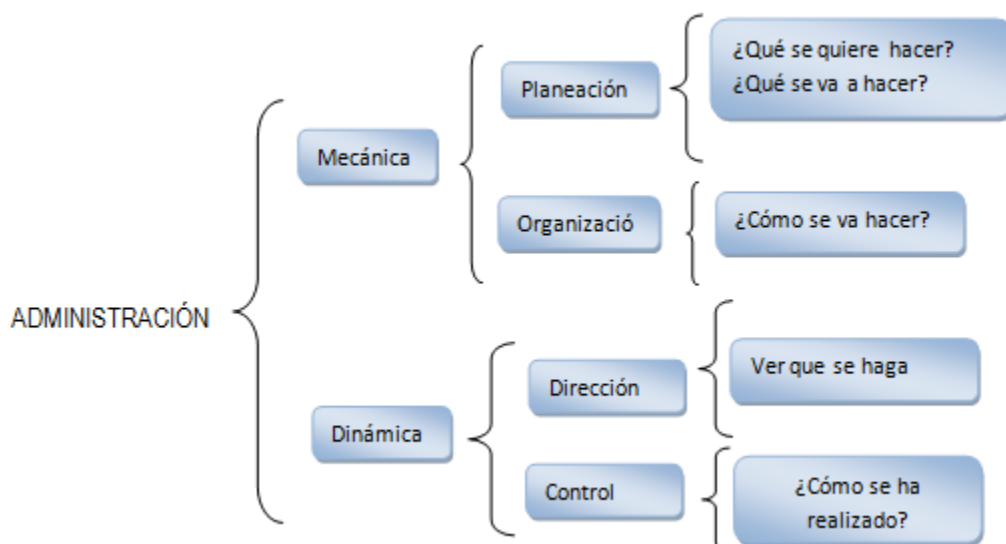 ¿Qué se quiere hacer?
¿Qué se va a hacer?
Planeación
Mecánica
Organizació
¿Cómo se va hacer?
ADMINISTRACIÓN
Dirección
Ver que se haga
Dinámica
Control
¿Cómo se ha
realizado?